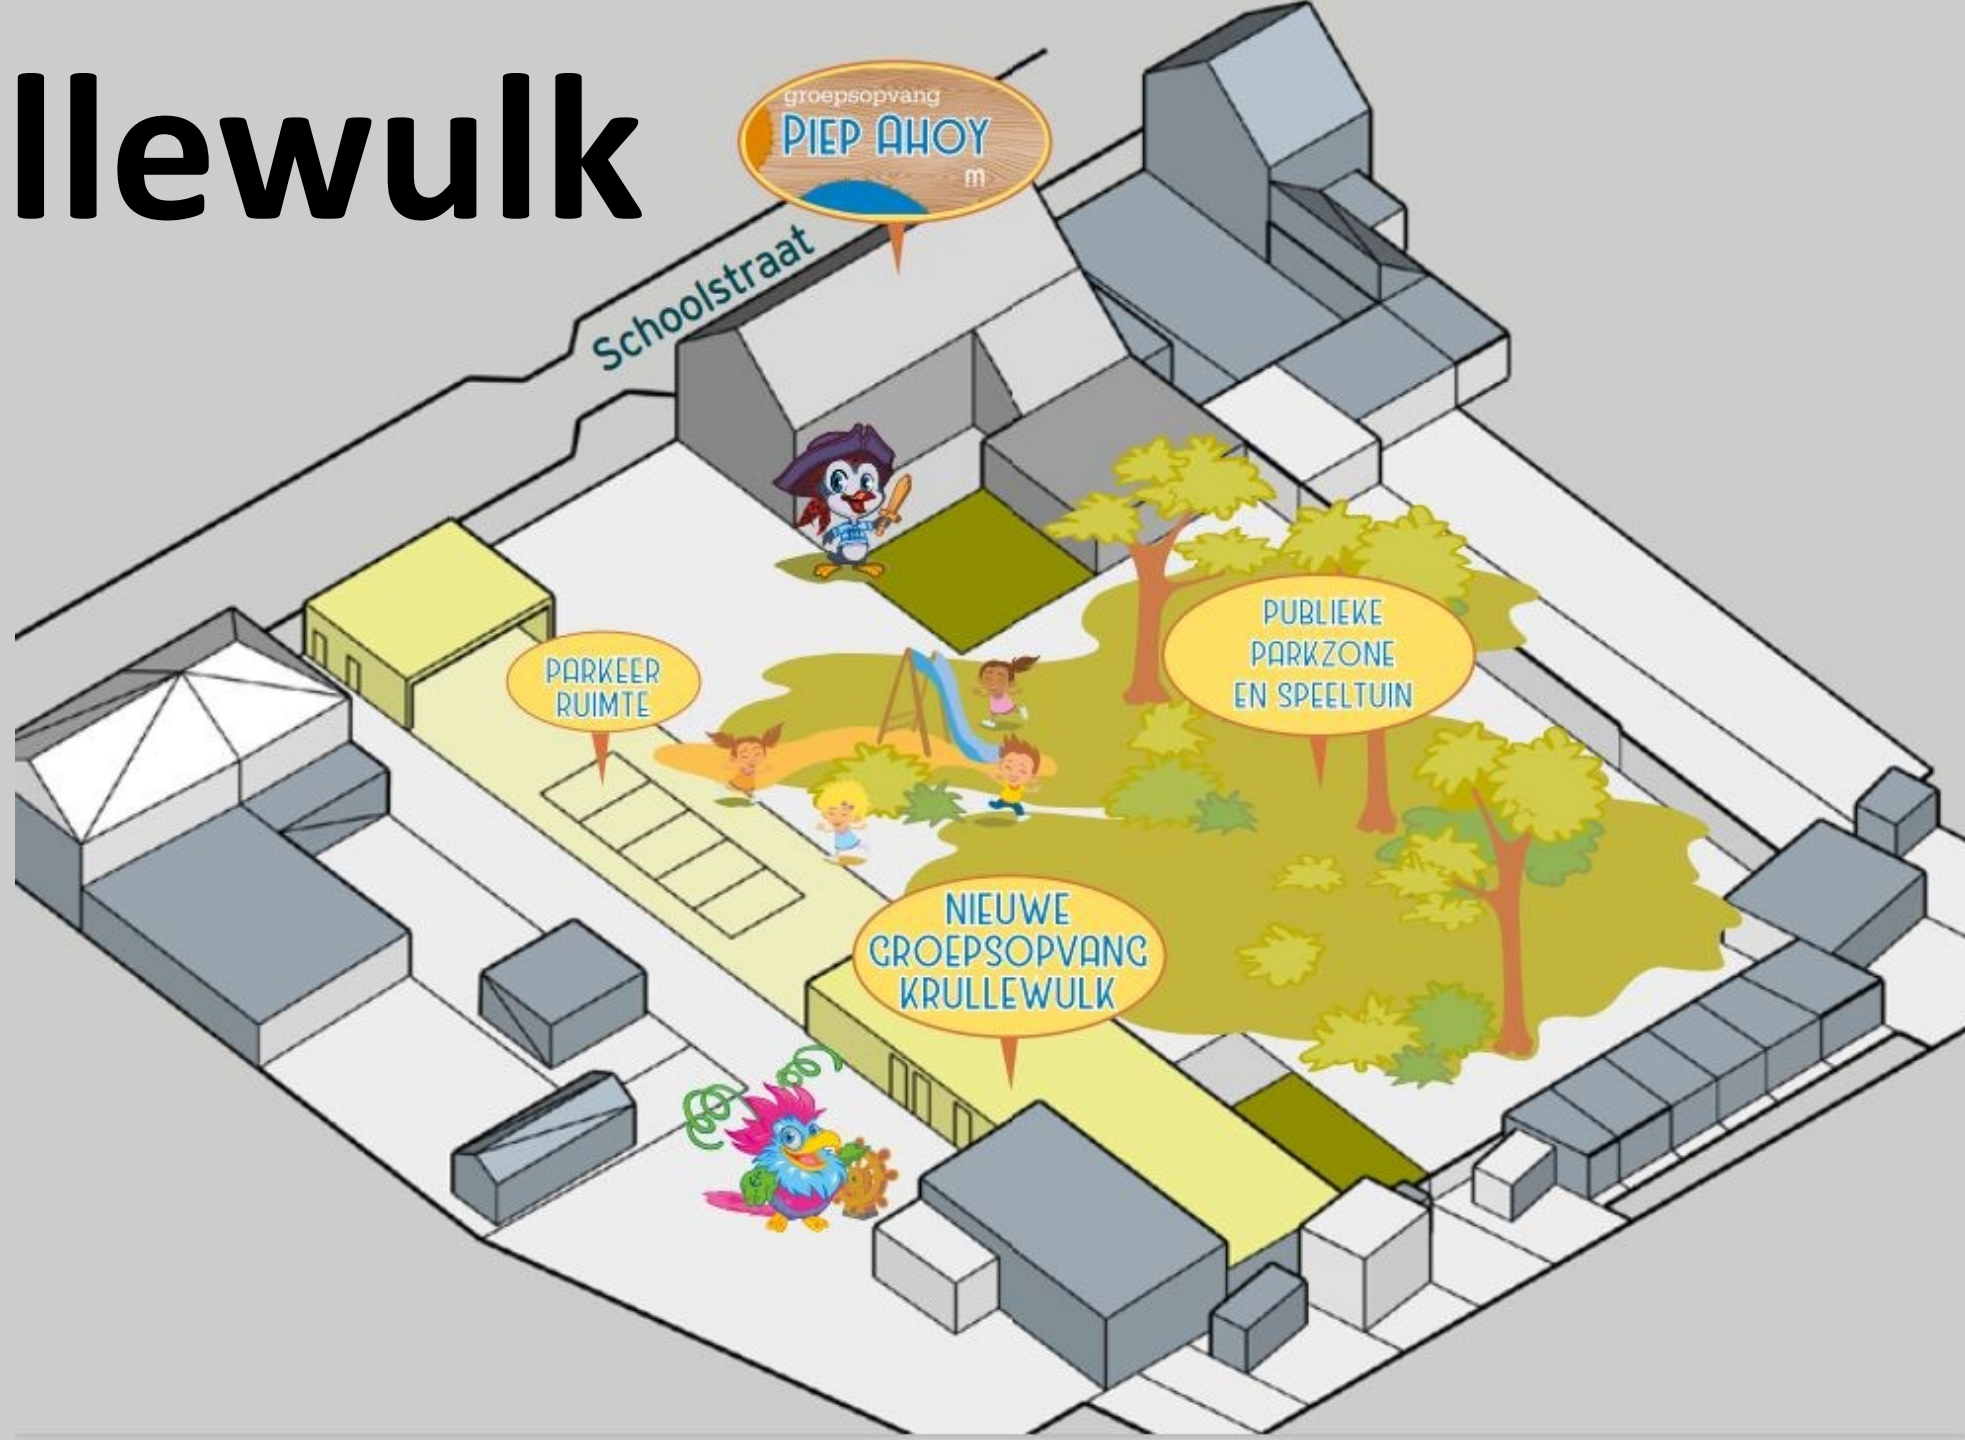 llewulk
groepsopvang
PIEP AHOY
m
Schoolstraat
PUBLIEKE
PARKZONE
EN SPEELTUIN
PARKEER
RUIMTE
NIEUWE
GROEPSOPVANG
KRULLEWULK